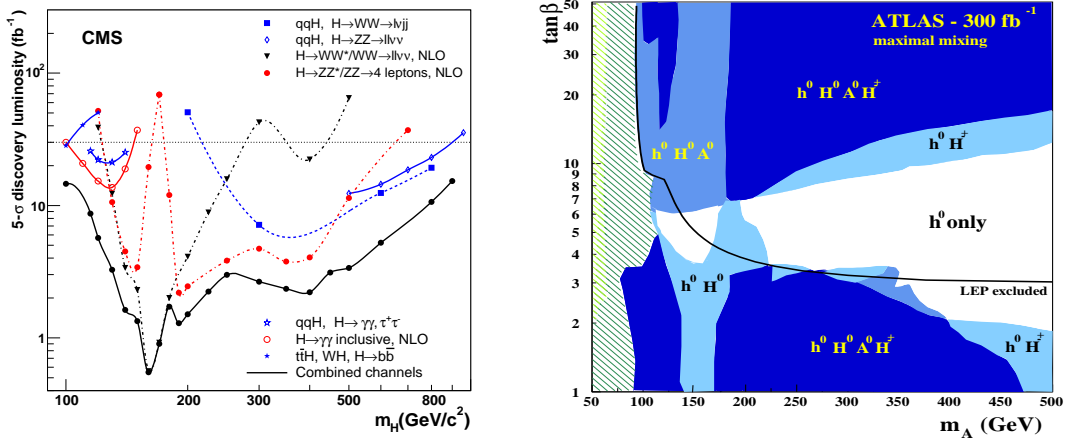 CMS
qqH, H→WW→lνjj
qqH, H→ZZ→llνν
H→WW*/WW→llνν, NLO
H→ZZ*/ZZ→4 leptons, NLO
5-σ discovery luminosity (fb⁻¹)
10²
10
1
qqH, H→γγ, τ⁺τ⁻
H→γγ inclusive, NLO
tt̄H, WH, H→bb̄
Combined channels
100 200 300 400 500 800
m_H(GeV/c²)
tanβ
50
40
30
20
10
9
8
7
6
5
4
3
2
1
ATLAS - 300 fb⁻¹
maximal mixing
h⁰ H⁰ A⁰ H±
h⁰ H±
h⁰ H⁰ A⁰
h⁰ only
h⁰ H⁰
LEP excluded
h⁰ H⁰ A⁰ H±
h⁰ H±
50 100 150 200 250 300 350 400 450 500
m_A (GeV)